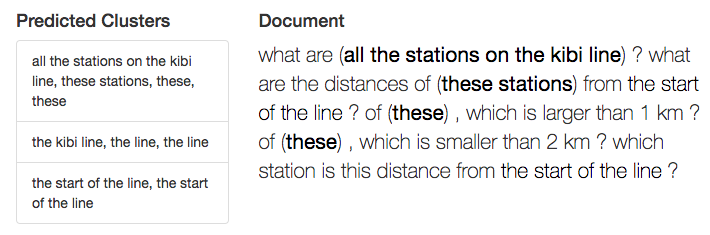 Predicted Clusters
all the stations on the kibi
line, these stations, these,
these
the kibi line, the line, the line
the start of the line, the start
of the line
Document
what are (all the stations on the kibi line) ? what
are the distances of (these stations) from the start
of the line ? of (these) , which is larger than 1 km ?
of (these) , which is smaller than 2 km ? which
station is this distance from the start of the line ?